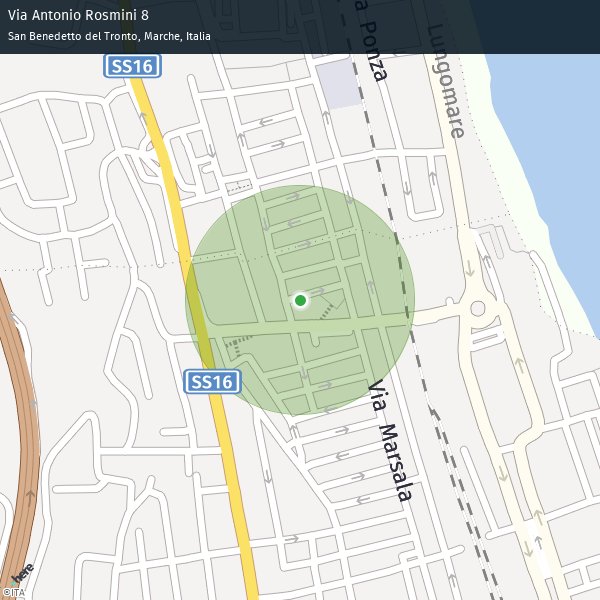 Via Antonio Rosmini 8
San Benedetto del Tronto, Marche, Italia
SS16
a Ponza
Lungomare
SS16
Via Marsala
here
©ITA